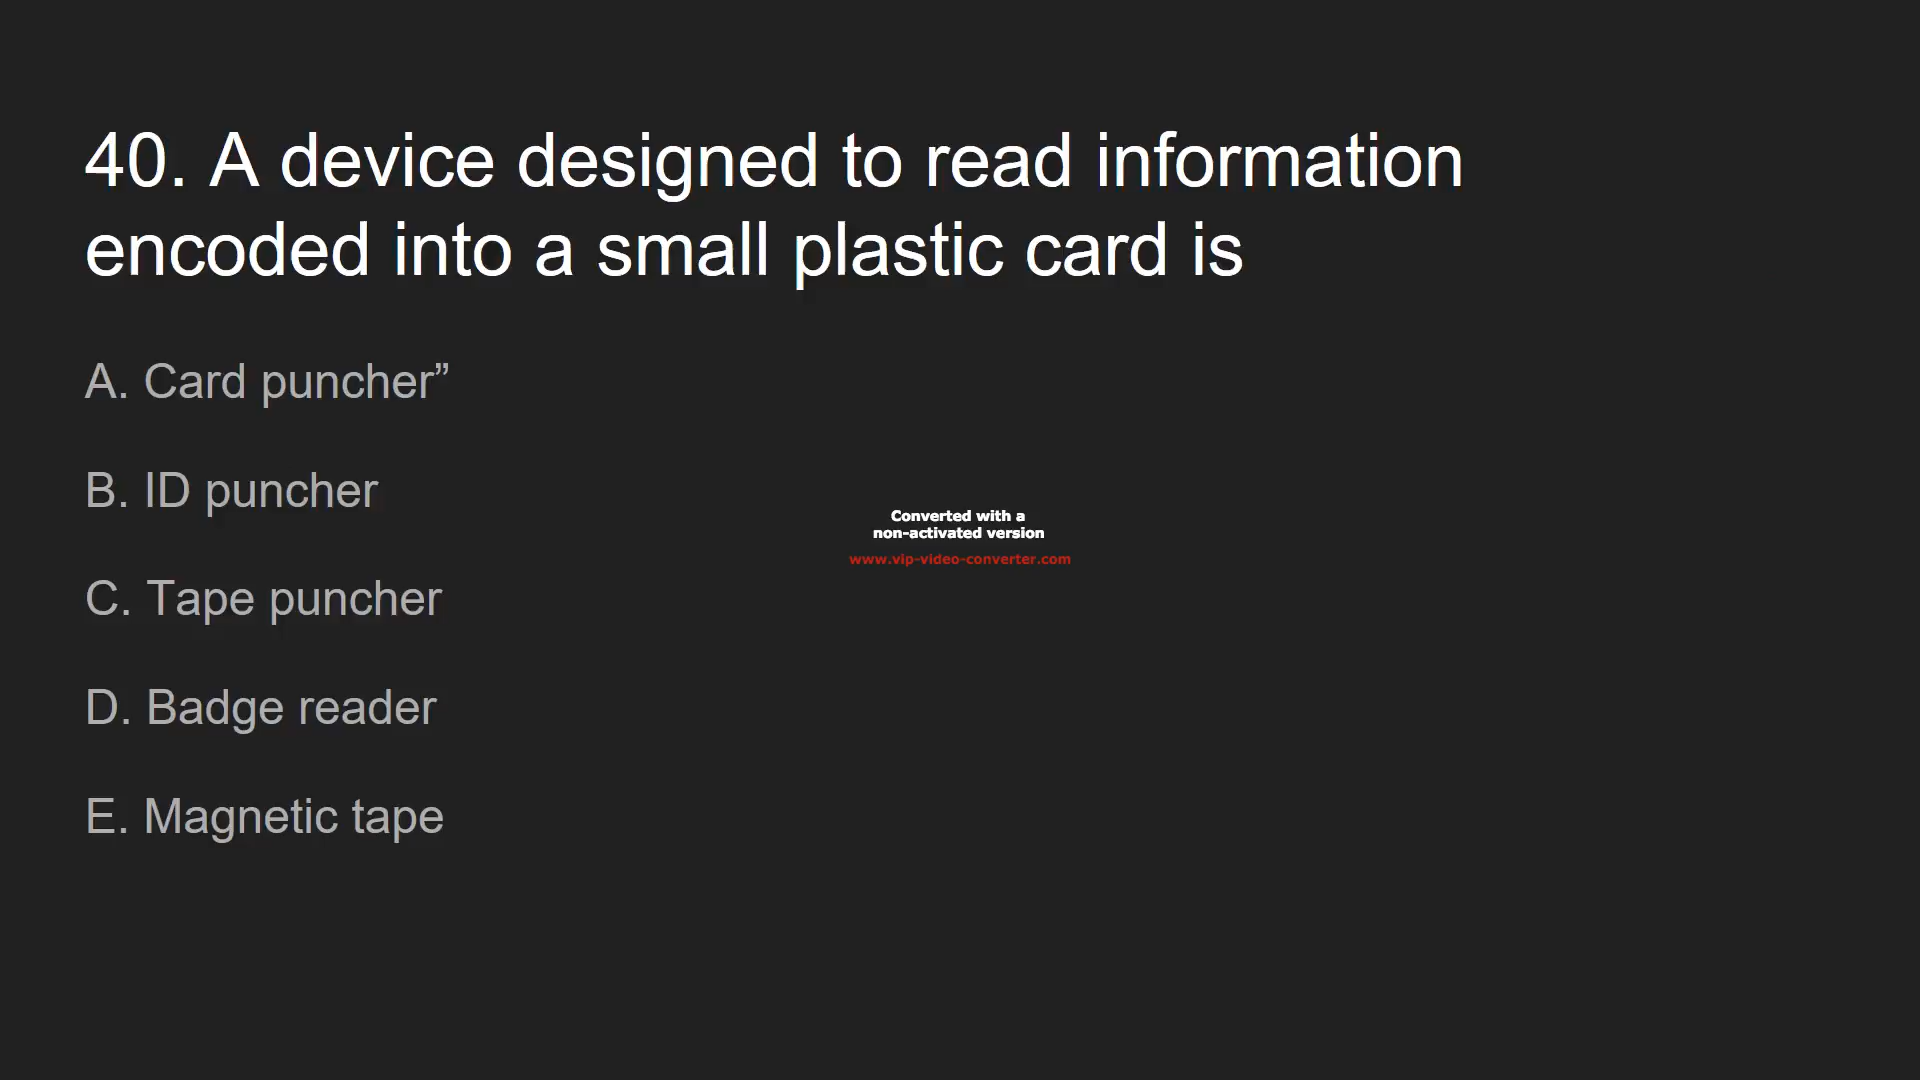 40. A device designed to read information
encoded into a small plastic card is
A. Card puncher”
B. ID puncher
Converted with a
non-activated version
www.vip-video-converter.com
C. Tape puncher
D. Badge reader
E. Magnetic tape